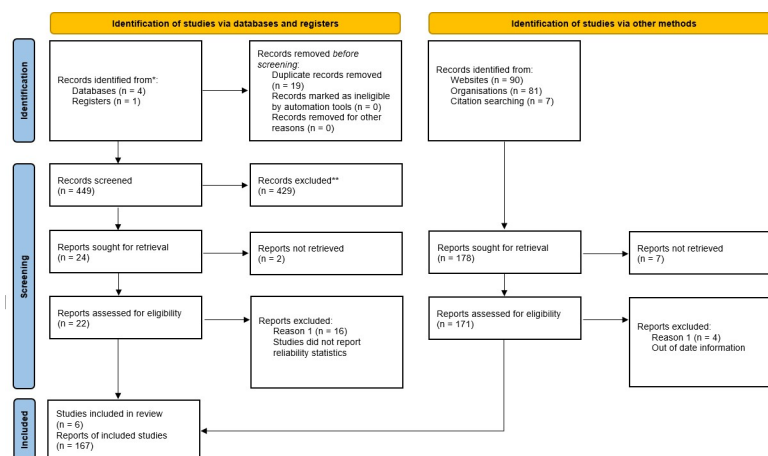 Identification of studies via databases and registers
Identification of studies via other methods
Identification
Records identified from*:
Databases (n = 4)
Registers (n = 1)
Records removed before
screening:
Duplicate records removed
(n = 19)
Records marked as ineligible
by automation tools (n = 0)
Records removed for other
reasons (n = 0)
Records identified from:
Websites (n = 90)
Organisations (n = 81)
Citation searching (n = 7)
Screening
Records screened
(n = 449)
Records excluded**
(n = 429)
Reports sought for retrieval
(n = 24)
Reports not retrieved
(n = 2)
Reports sought for retrieval
(n = 178)
Reports not retrieved
(n = 7)
Reports assessed for eligibility
(n = 22)
Reports excluded:
Reason 1 (n = 16)
Studies did not report
reliability statistics
Reports assessed for eligibility
(n = 171)
Reports excluded:
Reason 1 (n = 4)
Out of date information
Included
Studies included in review
(n = 6)
Reports of included studies
(n = 167)